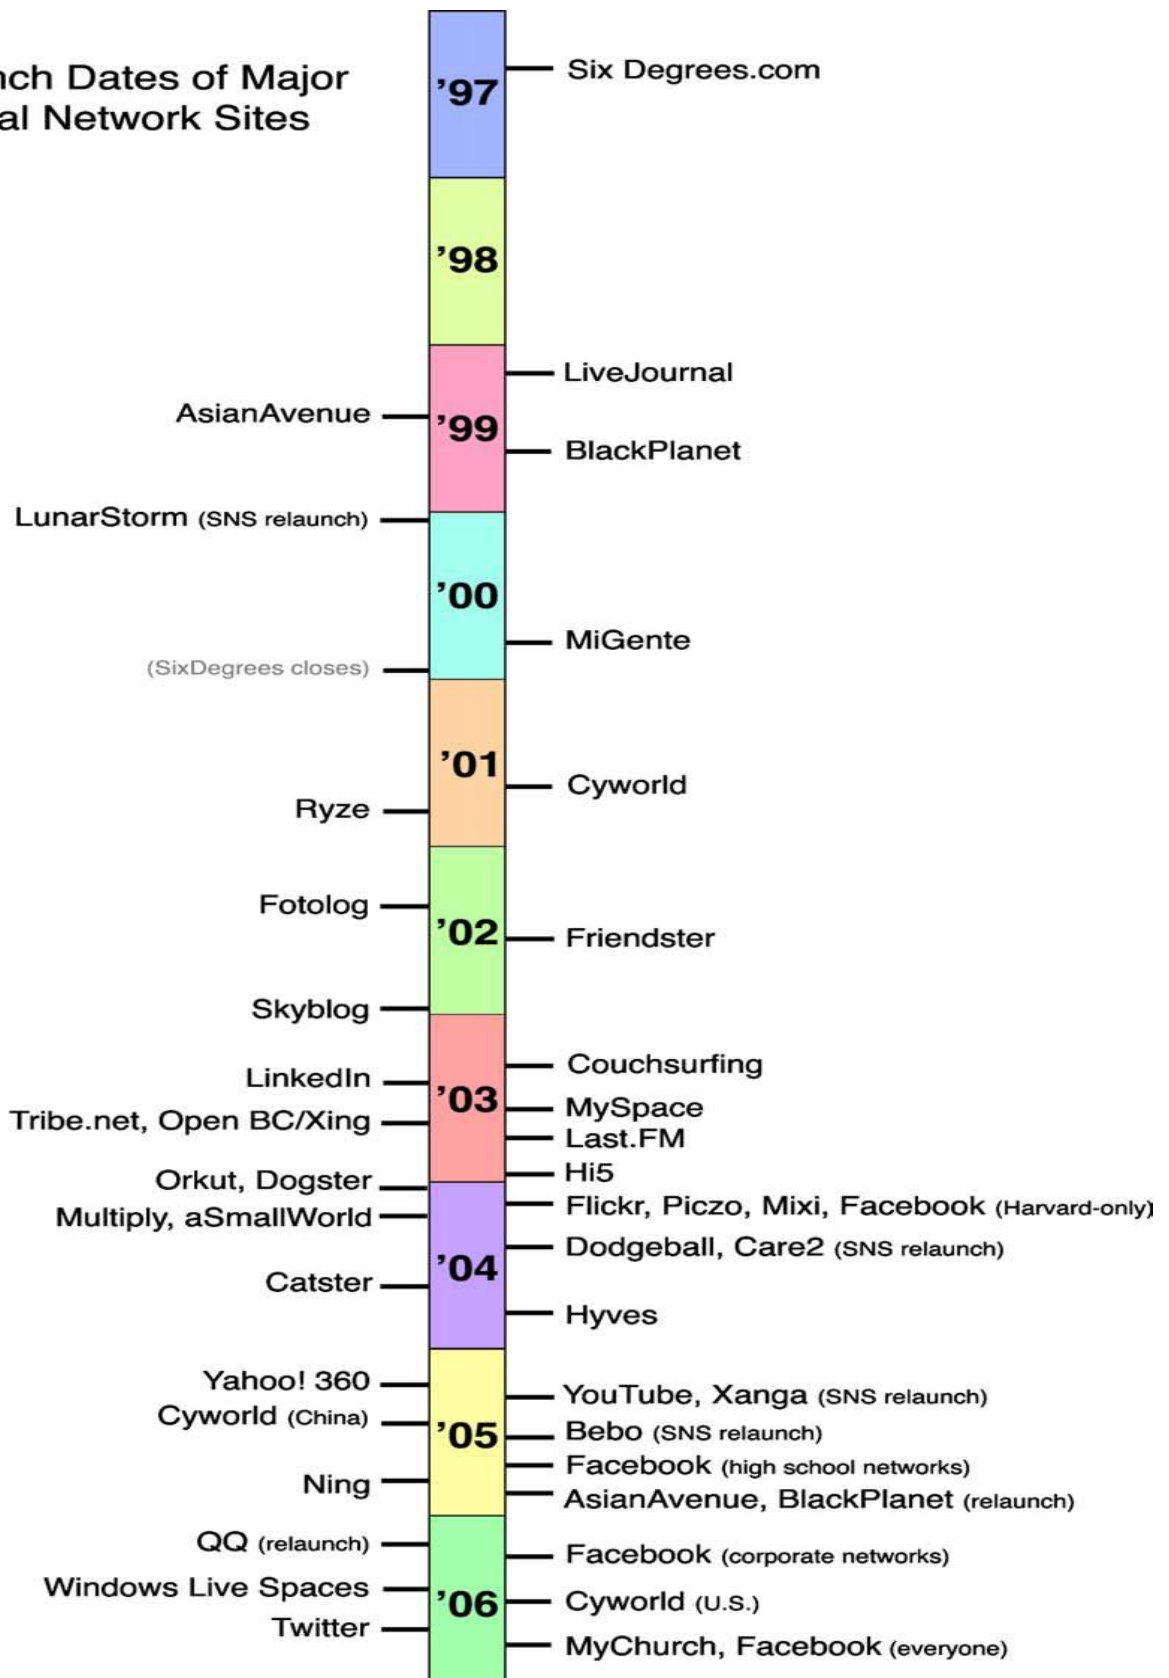 nch Dates of Major
al Network Sites
'97
Six Degrees.com
'98
LiveJournal
AsianAvenue
'99
BlackPlanet
LunarStorm (SNS relaunch)
'00
MiGente
(SixDegrees closes)
'01
Cyworld
Ryze
Fotolog
'02
Friendster
Skyblog
Couchsurfing
LinkedIn
'03
MySpace
Tribe.net, Open BC/Xing
Last.FM
Hi5
Orkut, Dogster
Flickr, Piczo, Mixi, Facebook (Harvard-only)
Multiply, aSmallWorld
Dodgeball, Care2 (SNS relaunch)
'04
Catster
Hyves
Yahoo! 360
YouTube, Xanga (SNS relaunch)
Cyworld (China)
Bebo (SNS relaunch)
'05
Facebook (high school networks)
Ning
AsianAvenue, BlackPlanet (relaunch)
QQ (relaunch)
Facebook (corporate networks)
Windows Live Spaces
'06
Cyworld (U.S.)
Twitter
MyChurch, Facebook (everyone)